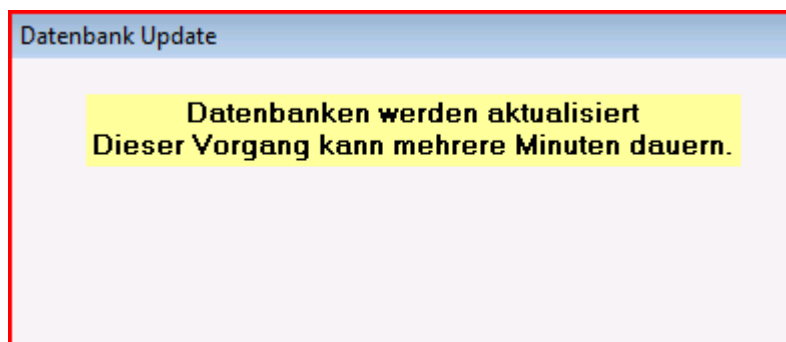 Datenbank Update
Datenbanken werden aktualisiert
Dieser Vorgang kann mehrere Minuten dauern.